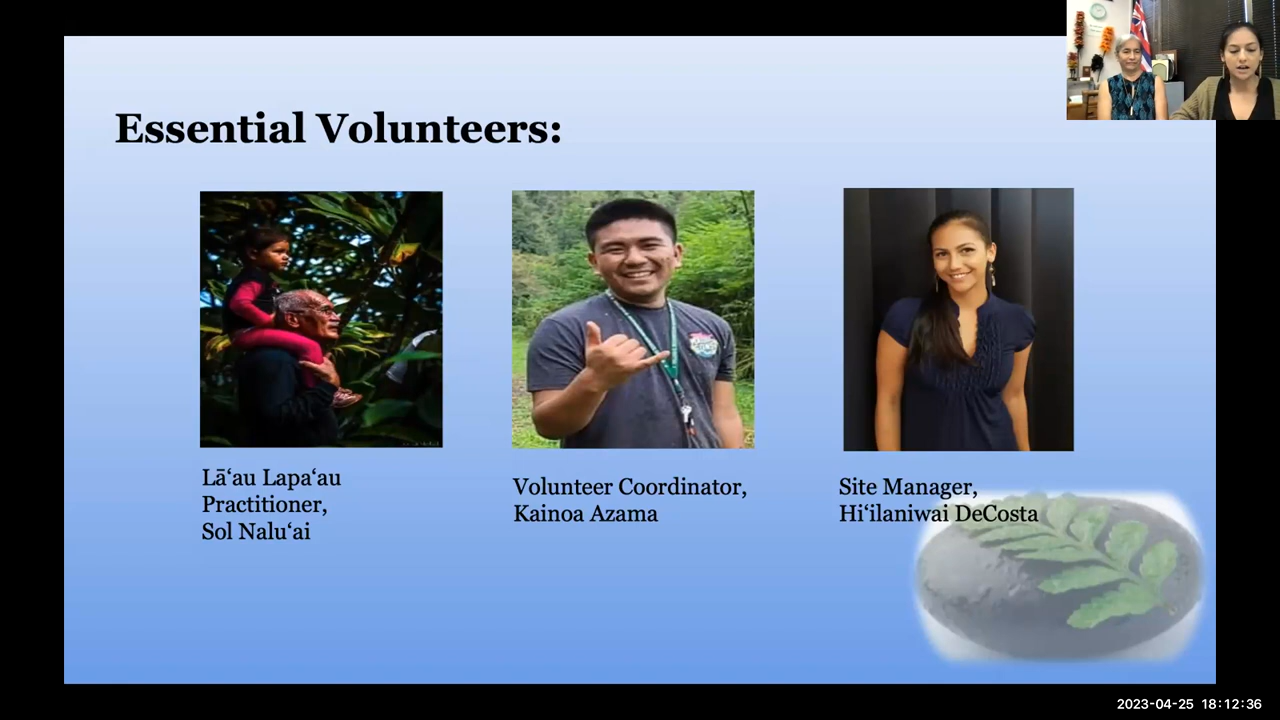 Essential Volunteers:
Lāʻau Lapaʻau
Practitioner,
Sol Naluʻai
Volunteer Coordinator,
Kainoa Azama
Site Manager,
Hiʻilaniwai DeCosta
2023-04-25 18:12:36